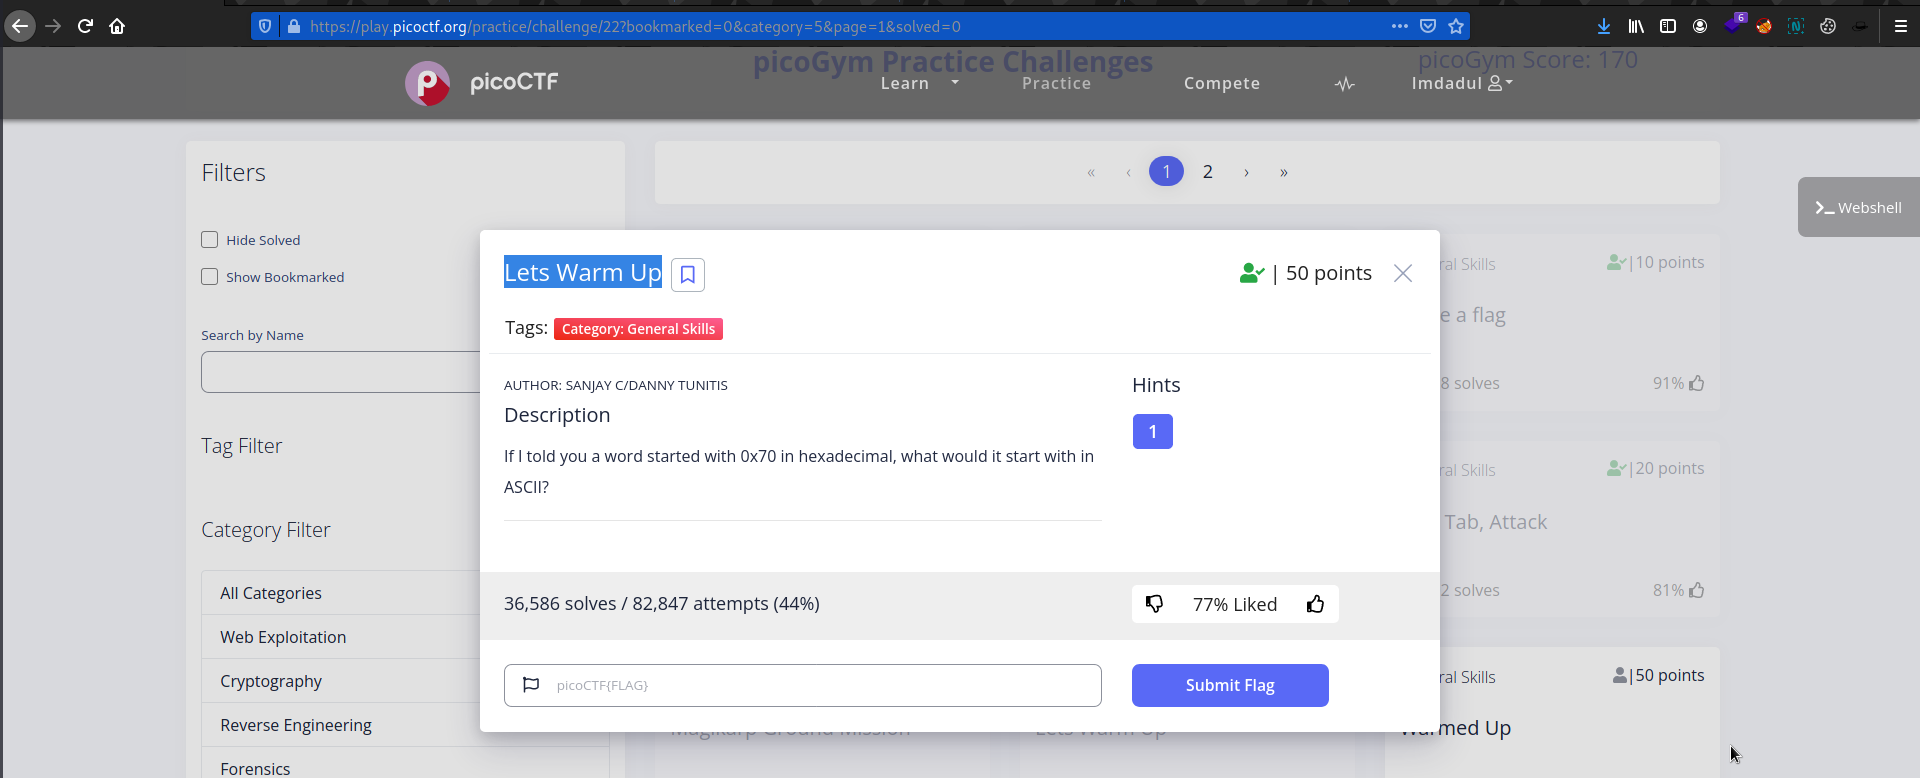 https://play.picoctf.org/practice/challenge/22?bookmarked=0&category=5&page=1&solved=0
6
picoGym Practice Challenges
picoGym Score: 170
picoCTF
Learn
Practice
Compete
Imdadul
Filters
« ‹ 1 2 › »
Webshell
Hide Solved
Show Bookmarked
Search by Name
Tag Filter
Category Filter
All Categories
Web Exploitation
Cryptography
Reverse Engineering
Forensics
Lets Warm Up
| 50 points
Tags: Category: General Skills
AUTHOR: SANJAY C/DANNY TUNITIS
Description
If I told you a word started with 0x70 in hexadecimal, what would it start with in
ASCII?
Hints
1
36,586 solves / 82,847 attempts (44%)
77% Liked
picoCTF{FLAG}
Submit Flag
ral Skills
|10 points
e a flag
8 solves
91%
ral Skills
|20 points
Tab, Attack
2 solves
81%
ral Skills
|50 points
Magikarp Ground Mission
Lets Warm Up
Warmed Up